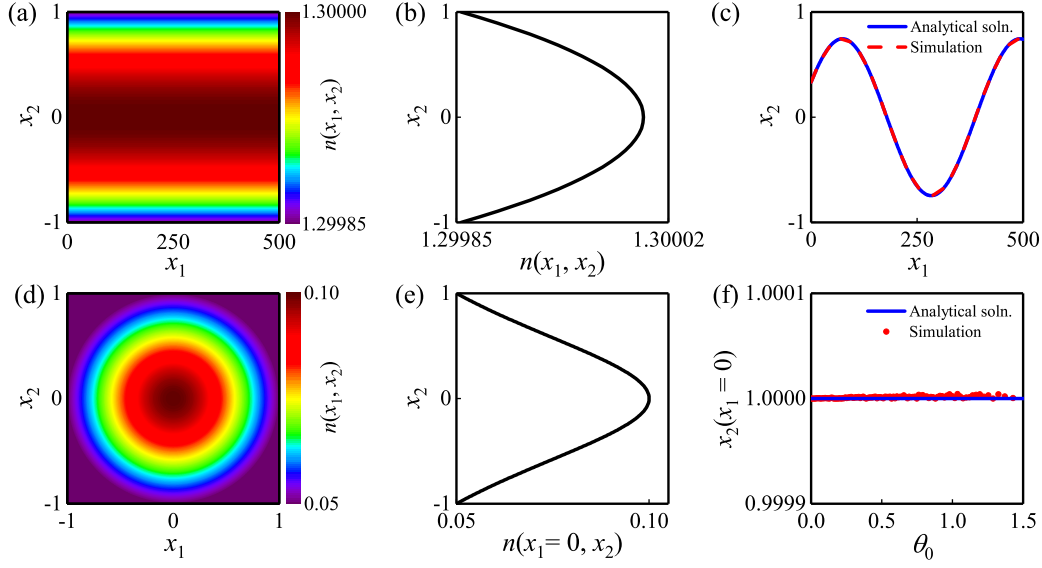 (a)
1
0
-1
x2
0
250
500
x1
1.30000
1.29985
n(x1, x2)
(b)
1
0
-1
x2
1.29985
1.30002
n(x1, x2)
(c)
1
0
-1
x2
Analytical soln.
Simulation
0
250
500
x1
(d)
1
0
-1
x2
-1
0
1
x1
0.10
0.05
n(x1, x2)
(e)
1
0
-1
x2
0.05
0.10
n(x1= 0, x2)
(f)
1.0001
1.0000
0.9999
x2(x1 = 0)
Analytical soln.
Simulation
0.0
0.5
1.0
1.5
θ0